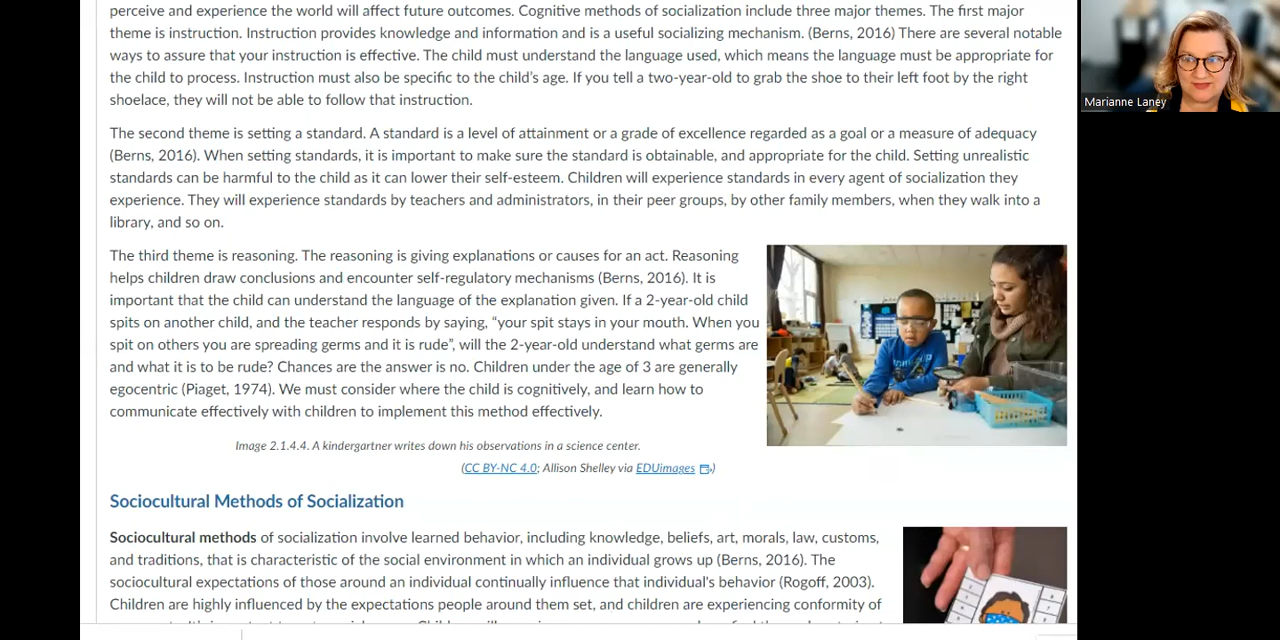 perceive and experience the world will affect future outcomes. Cognitive methods of socialization include three major themes. The first major
theme is instruction. Instruction provides knowledge and information and is a useful socializing mechanism. (Berns, 2016) There are several notable
ways to assure that your instruction is effective. The child must understand the language used, which means the language must be appropriate for
the child to process. Instruction must also be specific to the child's age. If you tell a two-year-old to grab the shoe to their left foot by the right
shoelace, they will not be able to follow that instruction.
The second theme is setting a standard. A standard is a level of attainment or a grade of excellence regarded as a goal or a measure of adequacy
(Berns, 2016). When setting standards, it is important to make sure the standard is obtainable, and appropriate for the child. Setting unrealistic
standards can be harmful to the child as it can lower their self-esteem. Children will experience standards in every agent of socialization they
experience. They will experience standards by teachers and administrators, in their peer groups, by other family members, when they walk into a
library, and so on.
The third theme is reasoning. The reasoning is giving explanations or causes for an act. Reasoning
helps children draw conclusions and encounter self-regulatory mechanisms (Berns, 2016). It is
important that the child can understand the language of the explanation given. If a 2-year-old child
spits on another child, and the teacher responds by saying, "your spit stays in your mouth. When you
spit on others you are spreading germs and it is rude", will the 2-year-old understand what germs are
and what it is to be rude? Chances are the answer is no. Children under the age of 3 are generally
egocentric (Piaget, 1974). We must consider where the child is cognitively, and learn how to
communicate effectively with children to implement this method effectively.
Image 2.1.4.4. A kindergartner writes down his observations in a science center.
(CC BY-NC 4.0; Allison Shelley via EDUimages)
Sociocultural Methods of Socialization
Sociocultural methods of socialization involve learned behavior, including knowledge, beliefs, art, morals, law, customs,
and traditions, that is characteristic of the social environment in which an individual grows up (Berns, 2016). The
sociocultural expectations of those around an individual continually influence that individual's behavior (Rogoff, 2003).
Children are highly influenced by the expectations people around them set, and children are experiencing conformity of
Marianne Laney